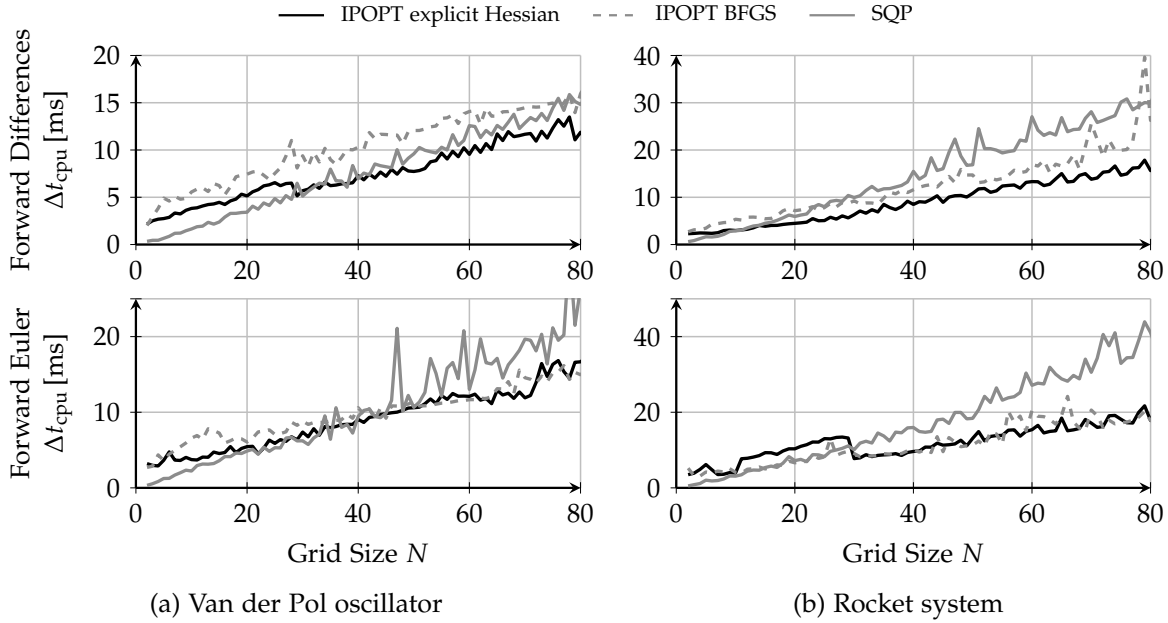 IPOPT explicit Hessian IPOPT BFGS SQP
Forward Differences
Δt_cpu [ms]
20
15
10
5
0
0 20 40 60 80
40
30
20
10
0
0 20 40 60 80
Forward Euler
Δt_cpu [ms]
20
10
0
0 20 40 60 80
Grid Size N
40
20
0
0 20 40 60 80
Grid Size N
(a) Van der Pol oscillator
(b) Rocket system